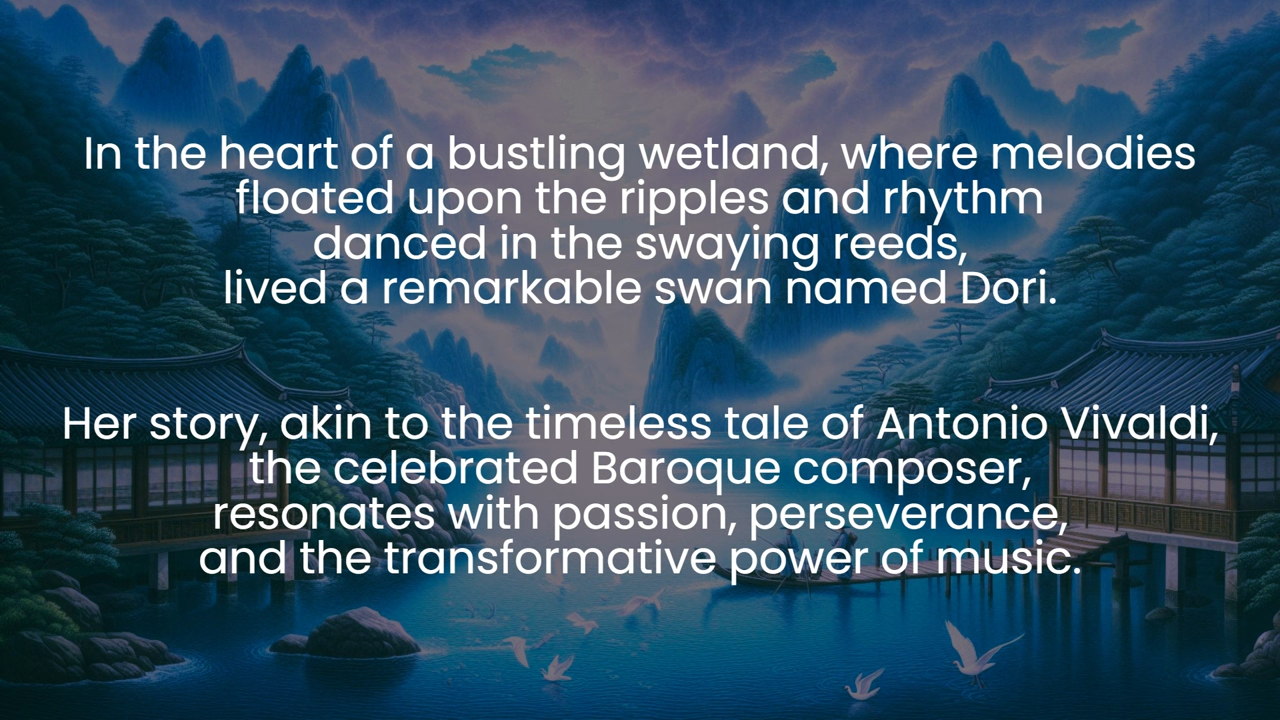 In the heart of a bustling wetland, where melodies
floated upon the ripples and rhythm
danced in the swaying reeds,
lived a remarkable swan named Dori.
Her story, akin to the timeless tale of Antonio Vivaldi,
the celebrated Baroque composer,
resonates with passion, perseverance,
and the transformative power of music.